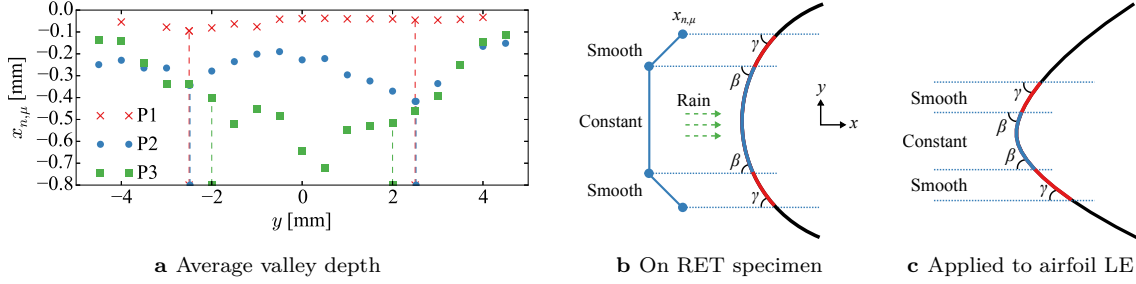 0.0
−0.1
−0.2
−0.3
−0.4
−0.5
−0.6
−0.7
−0.8
x_{n,μ} [mm]
P1
P2
P3
−4 −2 0 2 4
y [mm]
a Average valley depth
x_{n,μ}
Smooth
γ
β
Rain
y
Constant
x
β
Smooth
γ
b On RET specimen
γ
Smooth
β
Constant
β
Smooth
γ
c Applied to airfoil LE